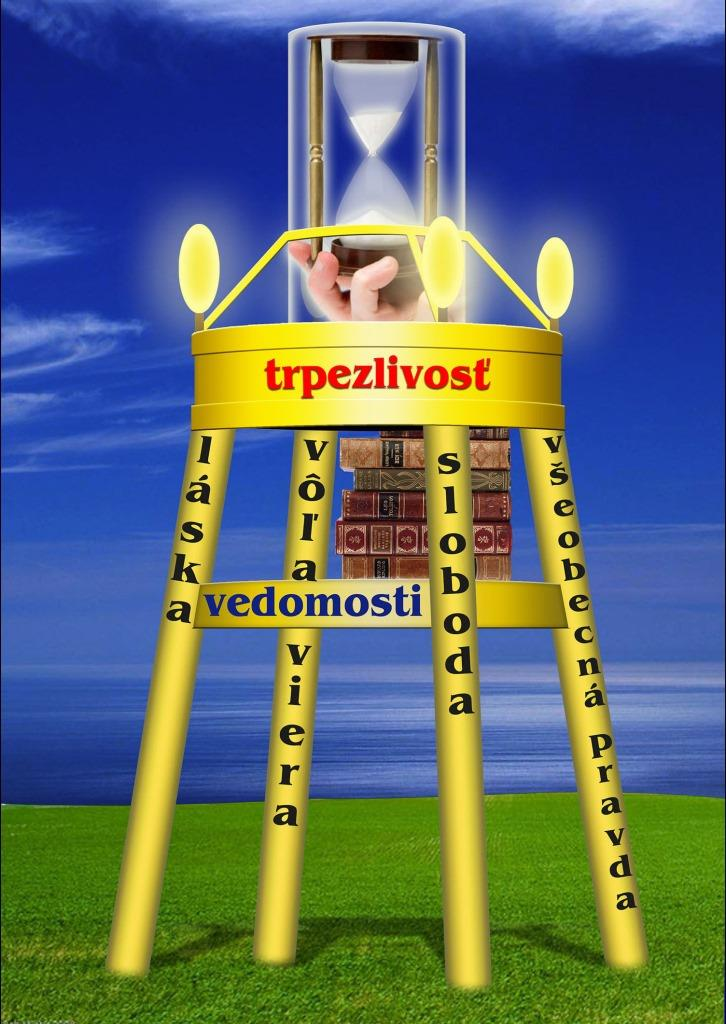 trpezlivosť
láska
vôľa viera
sloboda
všeobecná pravda
vedomosti